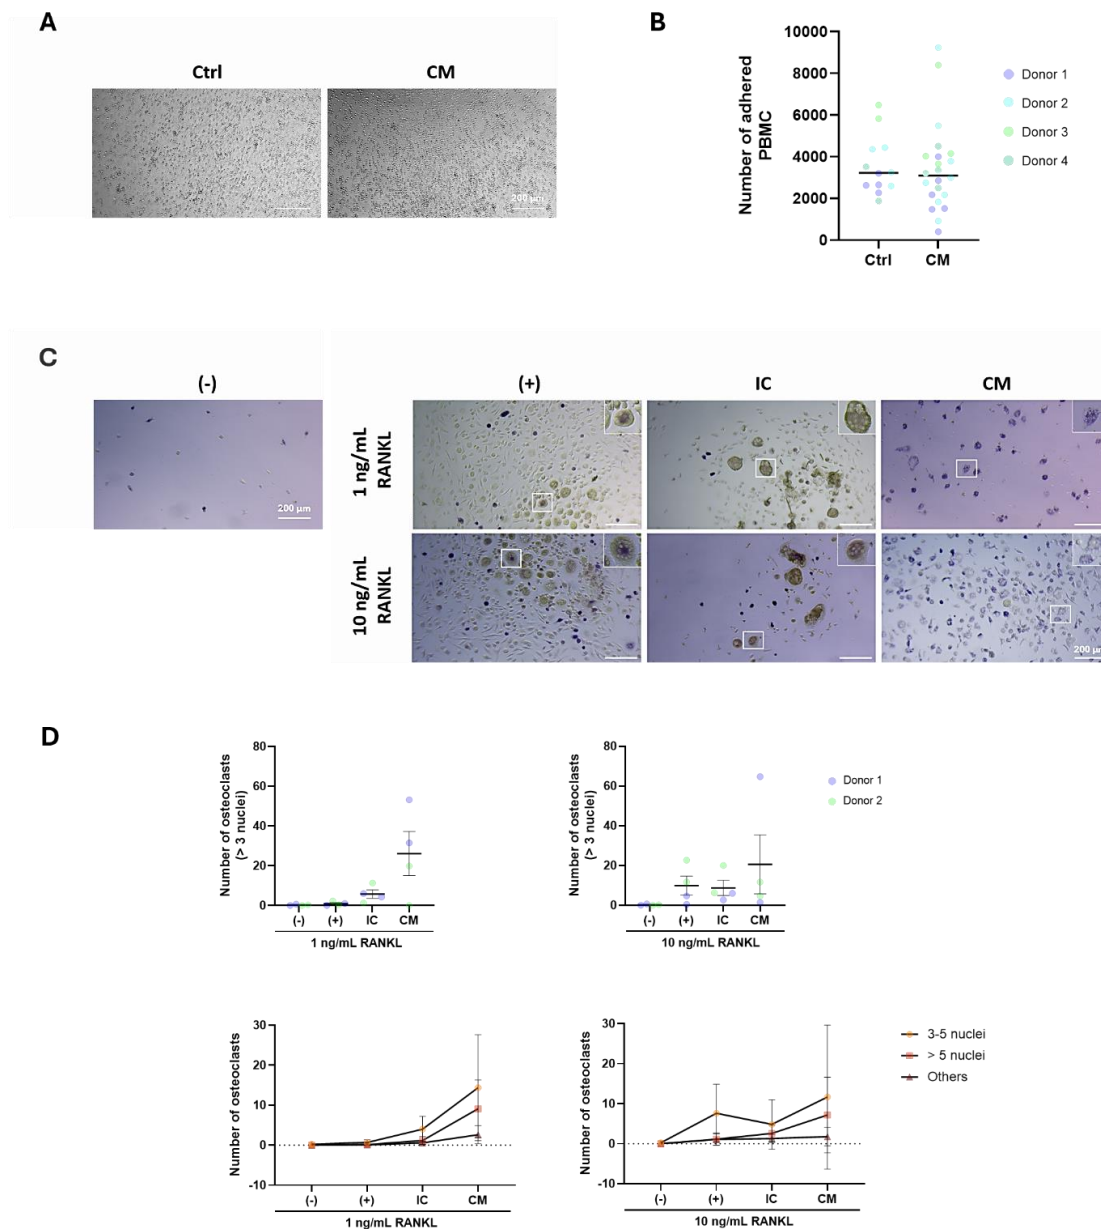 A
Ctrl
CM
200 µm
B
Number of adhered
PBMC
10000
8000
6000
4000
2000
0
Ctrl
CM
Donor 1
Donor 2
Donor 3
Donor 4
C
(-)
(+)
IC
CM
200 µm
1 ng/mL
RANKL
10 ng/mL
RANKL
200 µm
D
Number of osteoclasts
(> 3 nuclei)
80
60
40
20
0
(-)
(+)
IC
CM
1 ng/mL RANKL
Number of osteoclasts
(> 3 nuclei)
80
60
40
20
0
(-)
(+)
IC
CM
10 ng/mL RANKL
Donor 1
Donor 2
Number of osteoclasts
30
20
10
0
-10
(-)
(+)
IC
CM
1 ng/mL RANKL
Number of osteoclasts
30
20
10
0
-10
(-)
(+)
IC
CM
10 ng/mL RANKL
3-5 nuclei
> 5 nuclei
Others